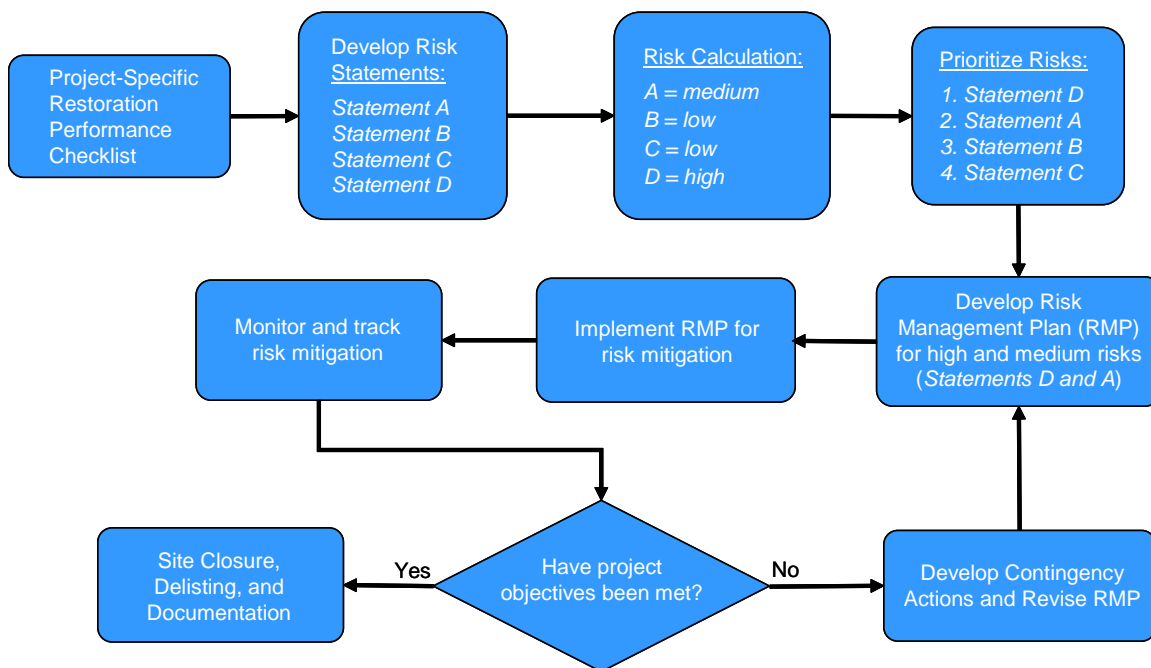 Project-Specific
Restoration
Performance
Checklist
Develop Risk
Statements:
Statement A
Statement B
Statement C
Statement D
Risk Calculation:
A = medium
B = low
C = low
D = high
Prioritize Risks:
1. Statement D
2. Statement A
3. Statement B
4. Statement C
Develop Risk
Management Plan (RMP)
for high and medium risks
(Statements D and A)
Implement RMP for
risk mitigation
Monitor and track
risk mitigation
Have project
objectives been met?
Yes
Site Closure,
Delisting, and
Documentation
No
Develop Contingency
Actions and Revise RMP